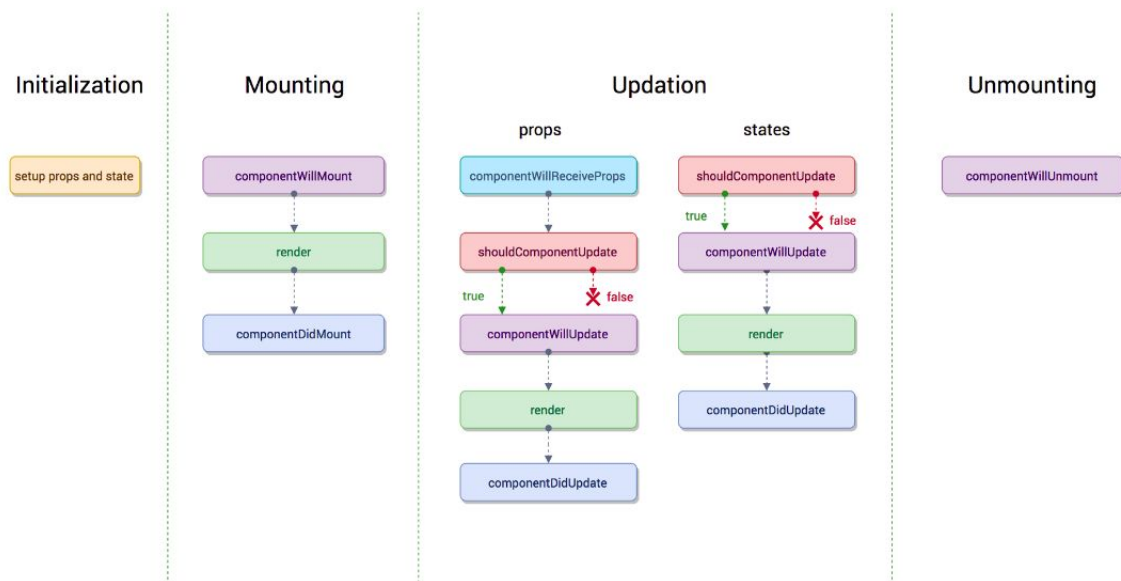 Initialization
setup props and state
Mounting
componentWillMount
render
componentDidMount
Updation
props
componentWillReceiveProps
shouldComponentUpdate
true
false
componentWillUpdate
render
componentDidUpdate
states
shouldComponentUpdate
true
false
componentWillUpdate
render
componentDidUpdate
Unmounting
componentWillUnmount